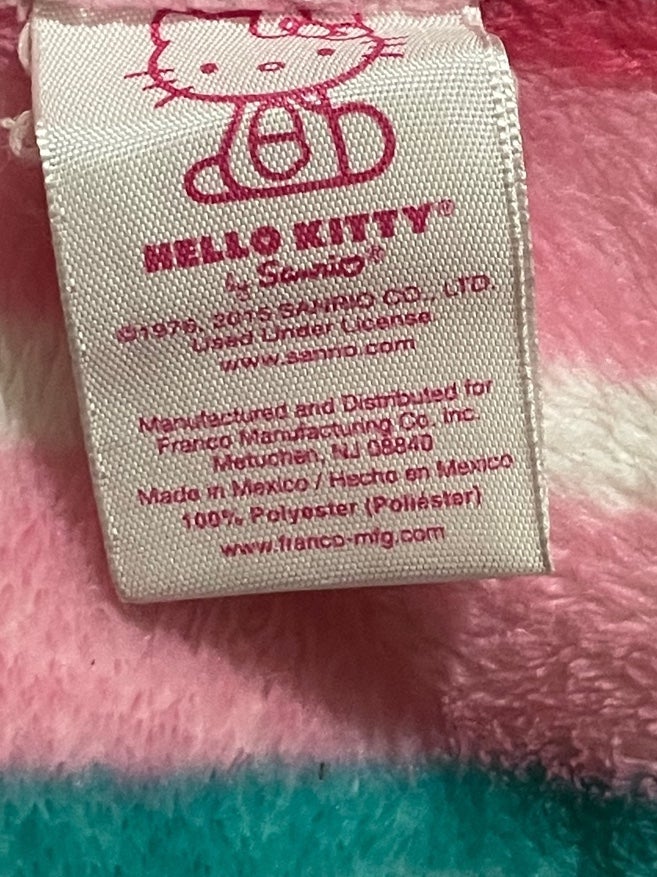 HELLO KITTY®
by Sanrio®
©1976, 2015 SANRIO CO., LTD.
Used Under License
www.sanrio.com
Manufactured and Distributed for
Franco Manufacturing Co. Inc.
Metuchen, NJ 08840
Made in Mexico / Hecho en Mexico
100% Polyester (Poliéster)
www.franco-mfg.com